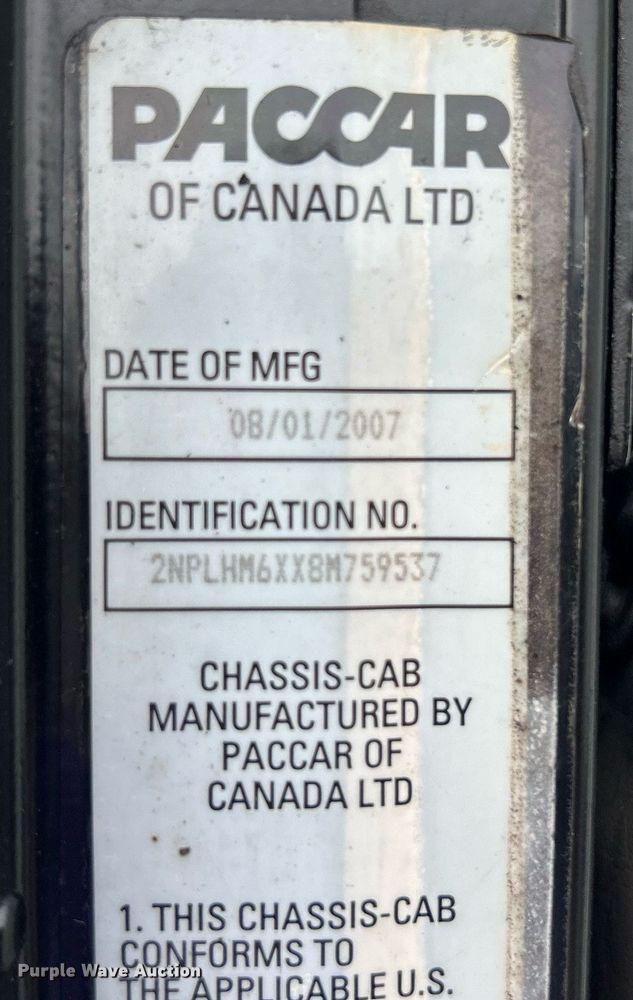 PACCAR
OF CANADA LTD
DATE OF MFG
08/01/2007
IDENTIFICATION NO.
2NPLHM6XX8M759537
CHASSIS-CAB
MANUFACTURED BY
PACCAR OF
CANADA LTD
1. THIS CHASSIS-CAB
CONFORMS TO
THE APPLICABLE U.S.
Purple Wave Auction